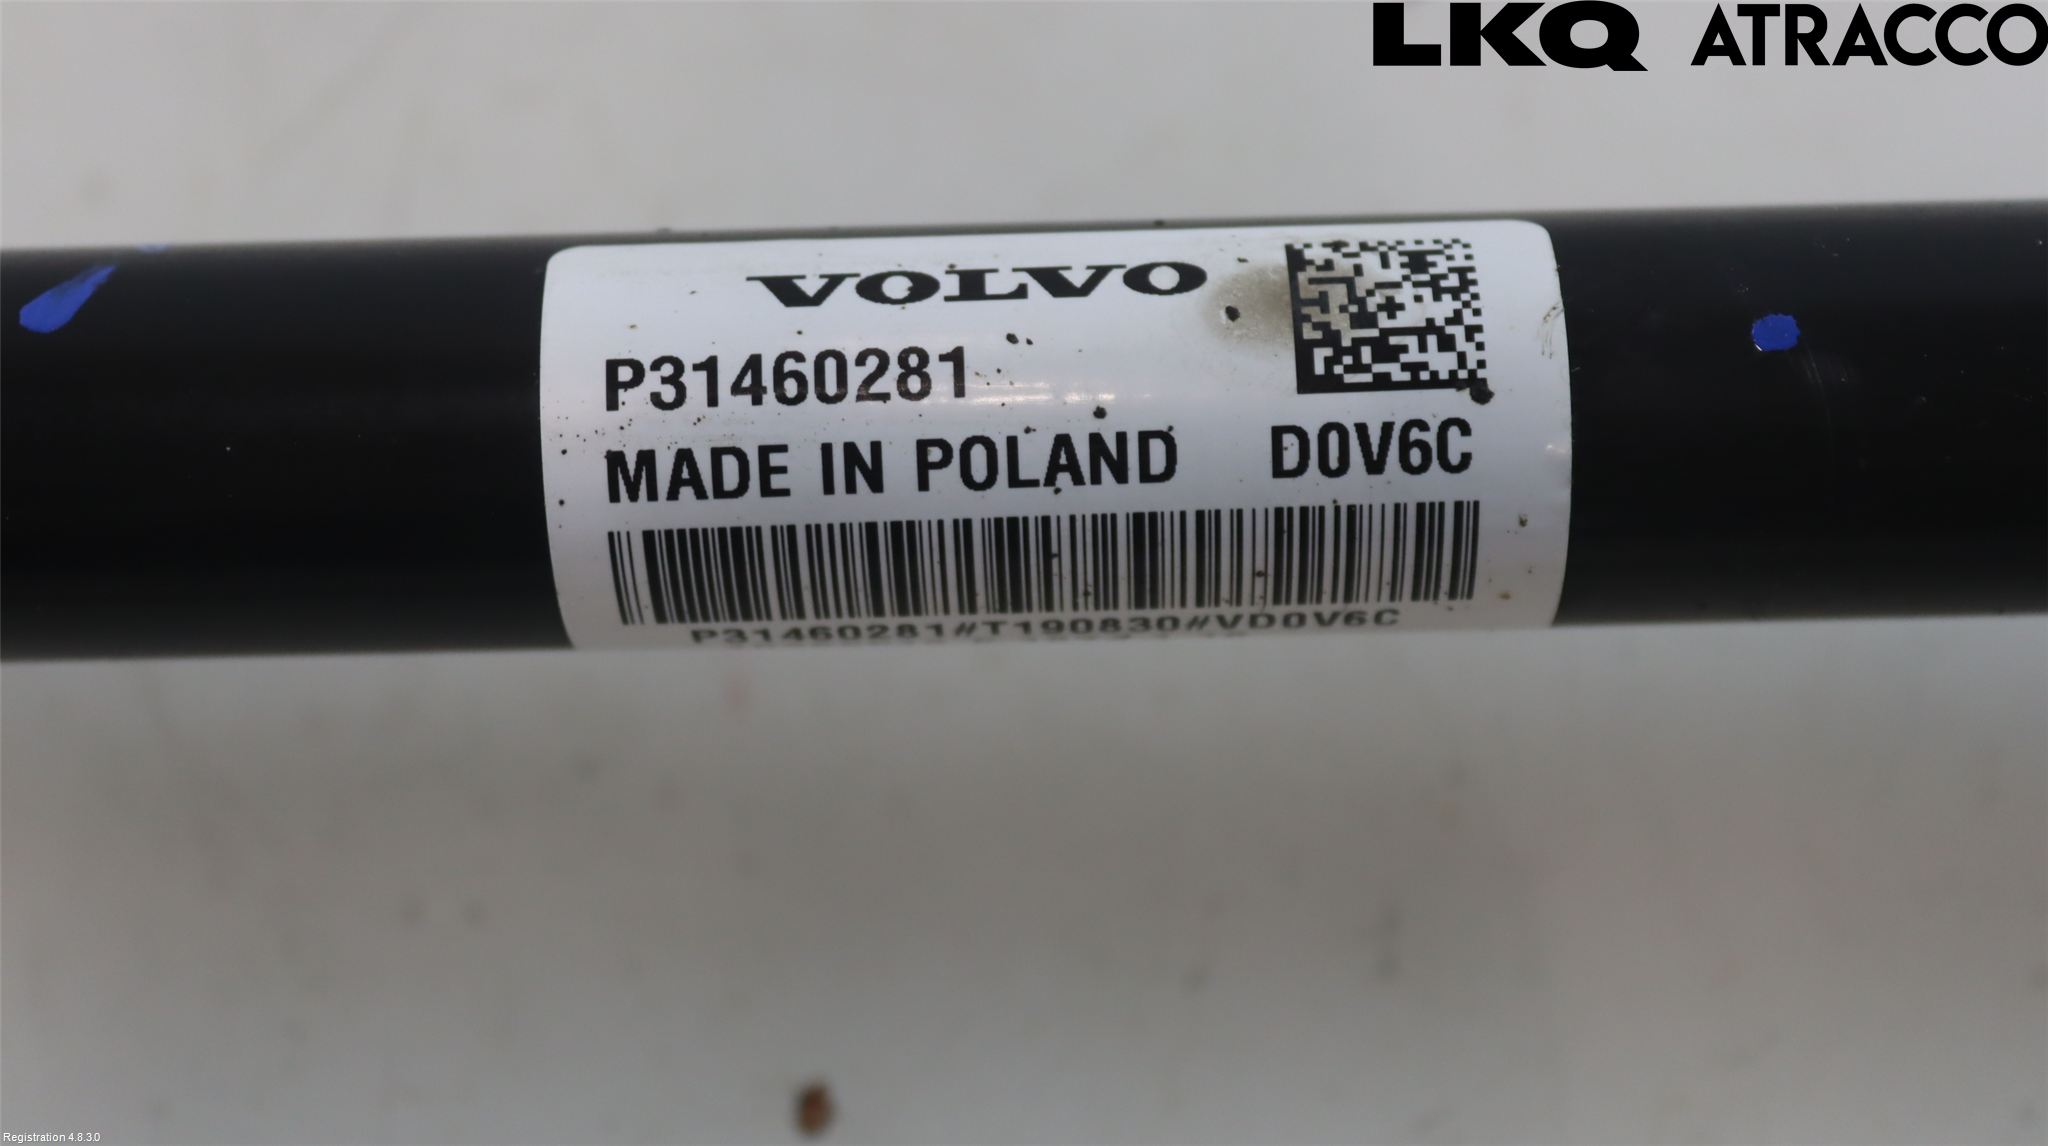 LKQ ATRACCO
VOLVO
P31460281
MADE IN POLAND D0V6C
P31460281#T190830#VD0V6C
Registration 4.8.3.0